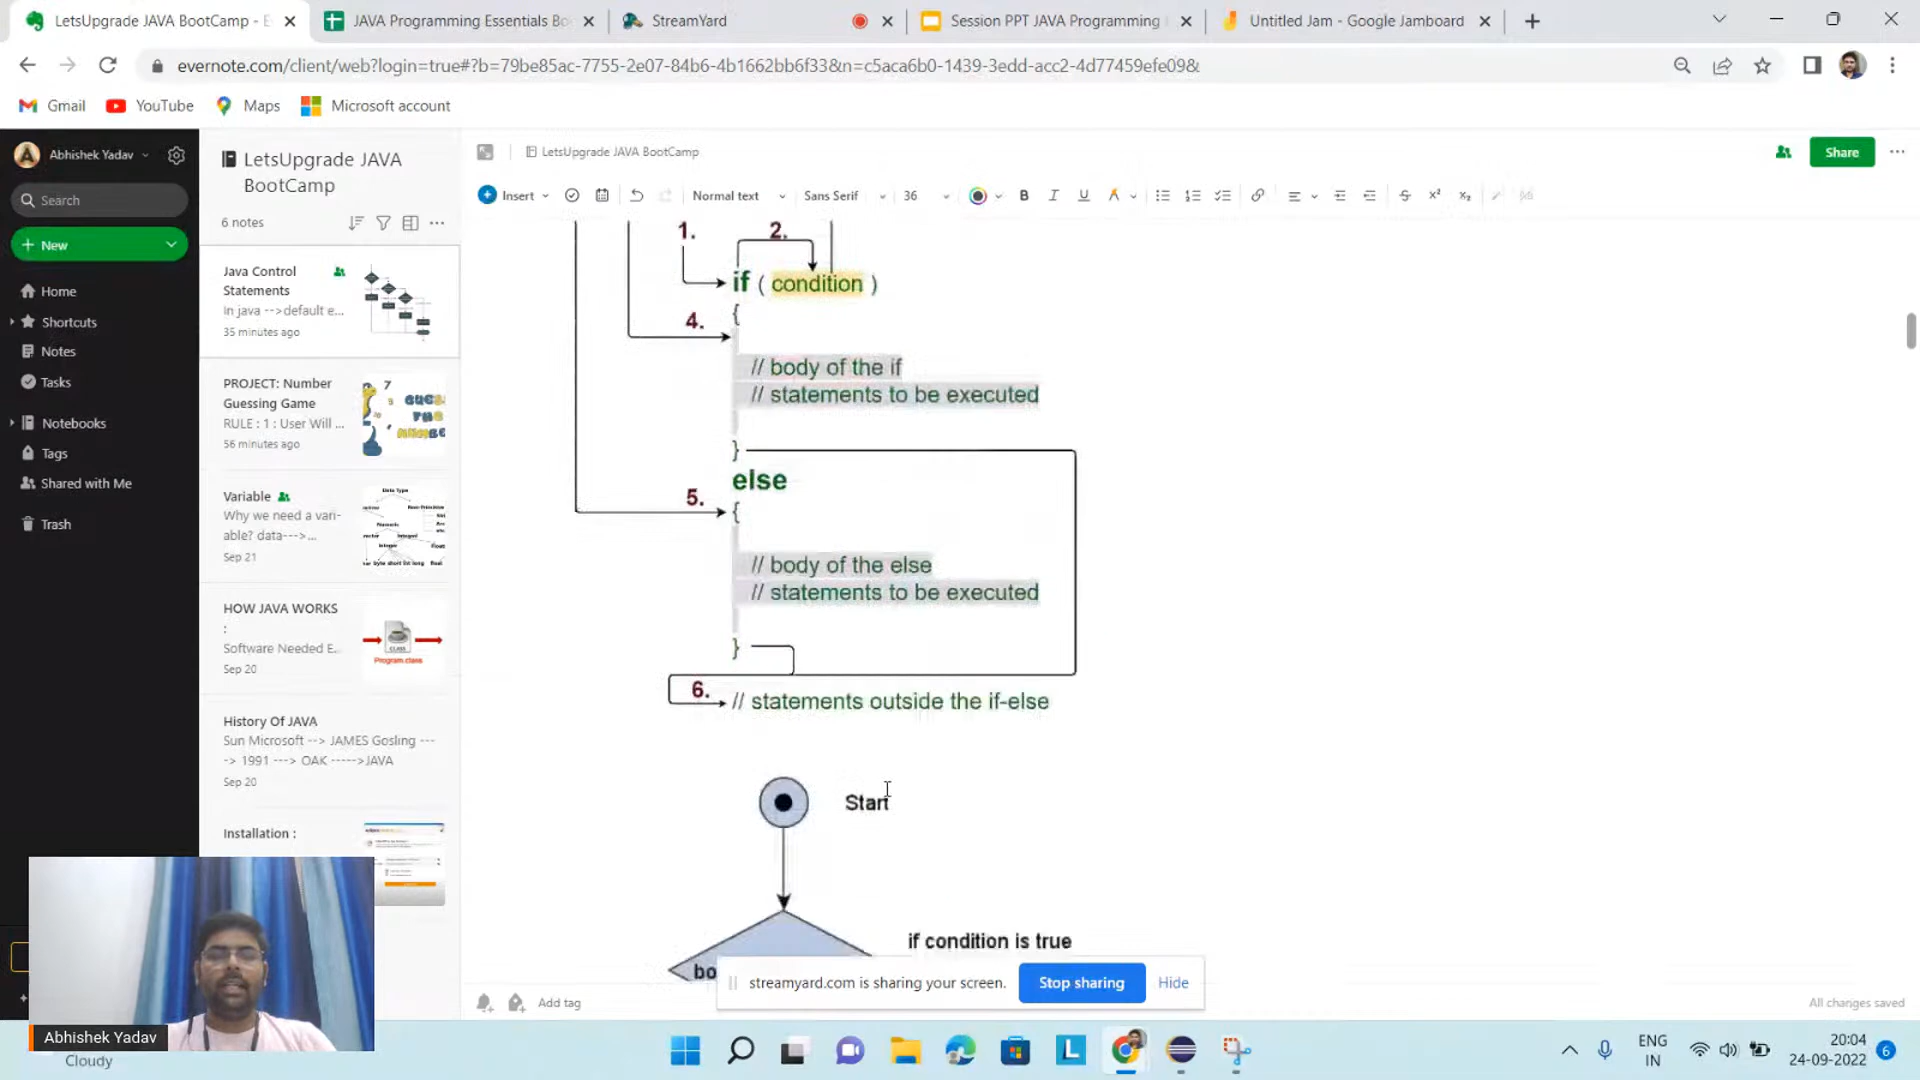 LetsUpgrade JAVA BootCamp - E
JAVA Programming Essentials Bo
StreamYard
Session PPT JAVA Programming
Untitled Jam - Google Jamboard
evernote.com/client/web?login=true#?b=79be85ac-7755-2e07-84b6-4b1662bb6f33&n=c5aca6b0-1439-3edd-acc2-4d77459efe09&
Gmail
YouTube
Maps
Microsoft account
Abhishek Yadav
Search
New
Home
Shortcuts
Notes
Tasks
Notebooks
Tags
Shared with Me
Trash
LetsUpgrade JAVA
BootCamp
6 notes
Java Control
Statements
In java -->default e...
35 minutes ago
PROJECT: Number
Guessing Game
RULE : 1 : User Will ...
56 minutes ago
Variable
Why we need a vari-
able? data--->...
Sep 21
HOW JAVA WORKS
:
Software Needed E...
Sep 20
CLASS
Program class
History Of JAVA
Sun Microsoft --> JAMES Gosling ---
-> 1991 ---> OAK ----->JAVA
Sep 20
Installation :
LetsUpgrade JAVA BootCamp
Share
Insert
Normal text
Sans Serif
36
1.
2.
if ( condition )
{
4.
// body of the if
// statements to be executed
}
else
5.
{
// body of the else
// statements to be executed
}
6.
// statements outside the if-else
Start
if condition is true
bo
streamyard.com is sharing your screen.
Stop sharing
Hide
Add tag
All changes saved
Abhishek Yadav
Cloudy
ENG
IN
20:04
24-09-2022
6